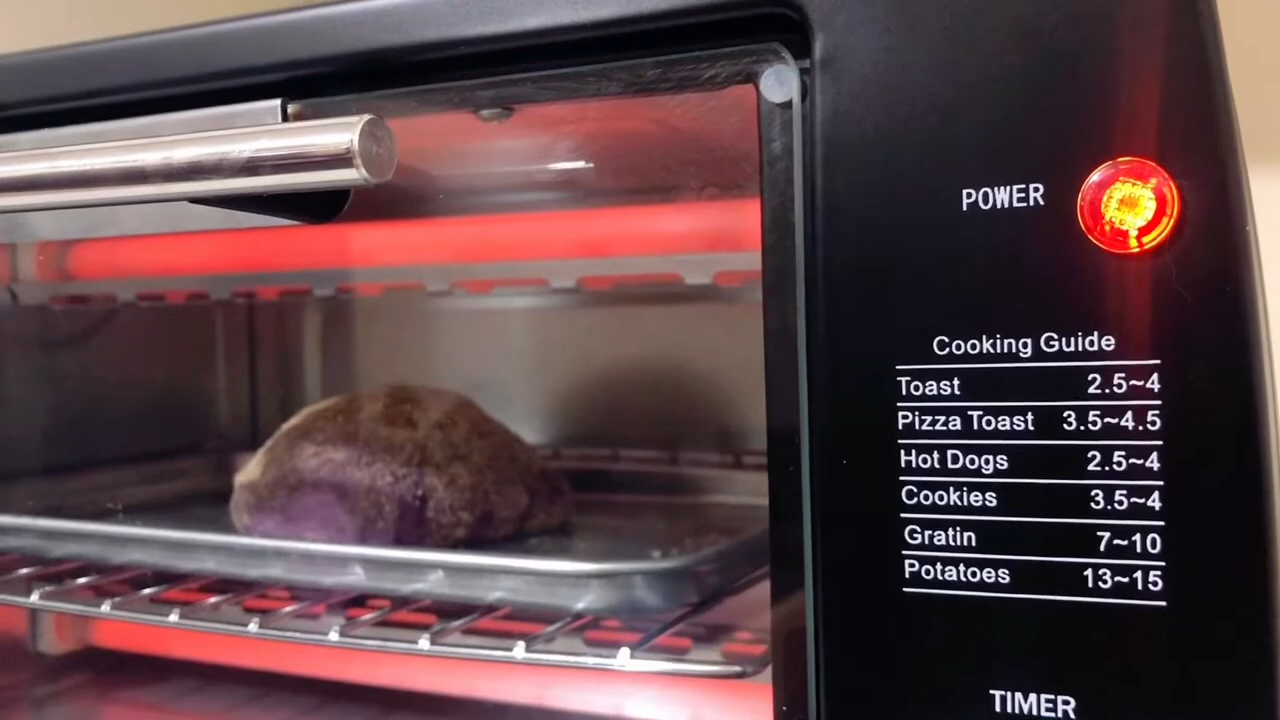 POWER
Cooking Guide
Toast 2.5~4
Pizza Toast 3.5~4.5
Hot Dogs 2.5~4
Cookies 3.5~4
Gratin 7~10
Potatoes 13~15
TIMER